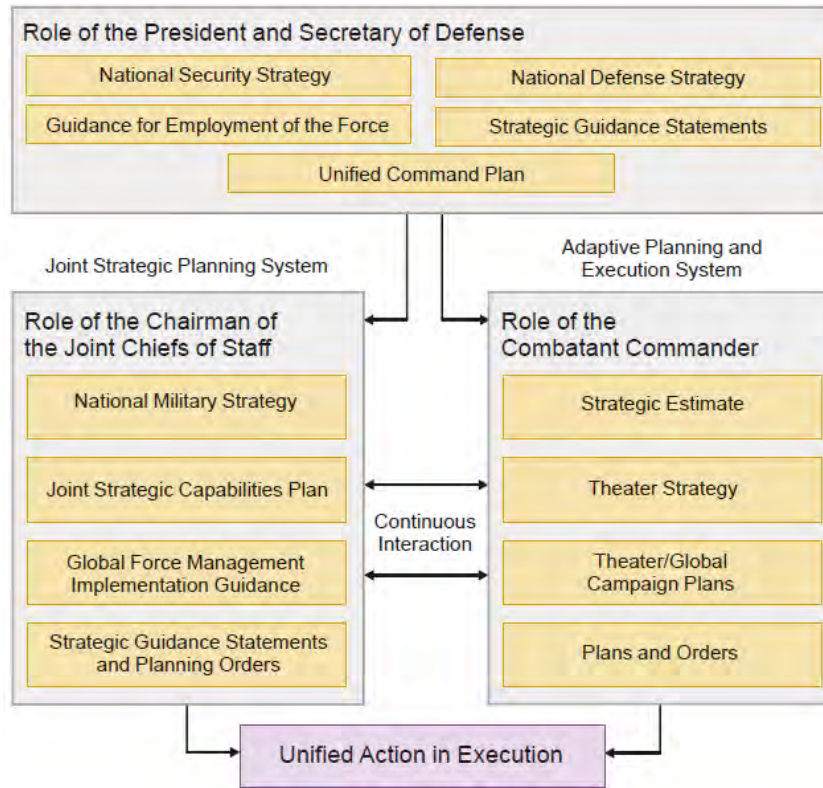 Role of the President and Secretary of Defense
National Security Strategy
National Defense Strategy
Guidance for Employment of the Force
Strategic Guidance Statements
Unified Command Plan
Joint Strategic Planning System
Adaptive Planning and
Execution System
Role of the Chairman of
the Joint Chiefs of Staff
National Military Strategy
Joint Strategic Capabilities Plan
Global Force Management
Implementation Guidance
Strategic Guidance Statements
and Planning Orders
Continuous
Interaction
Role of the
Combatant Commander
Strategic Estimate
Theater Strategy
Theater/Global
Campaign Plans
Plans and Orders
Unified Action in Execution